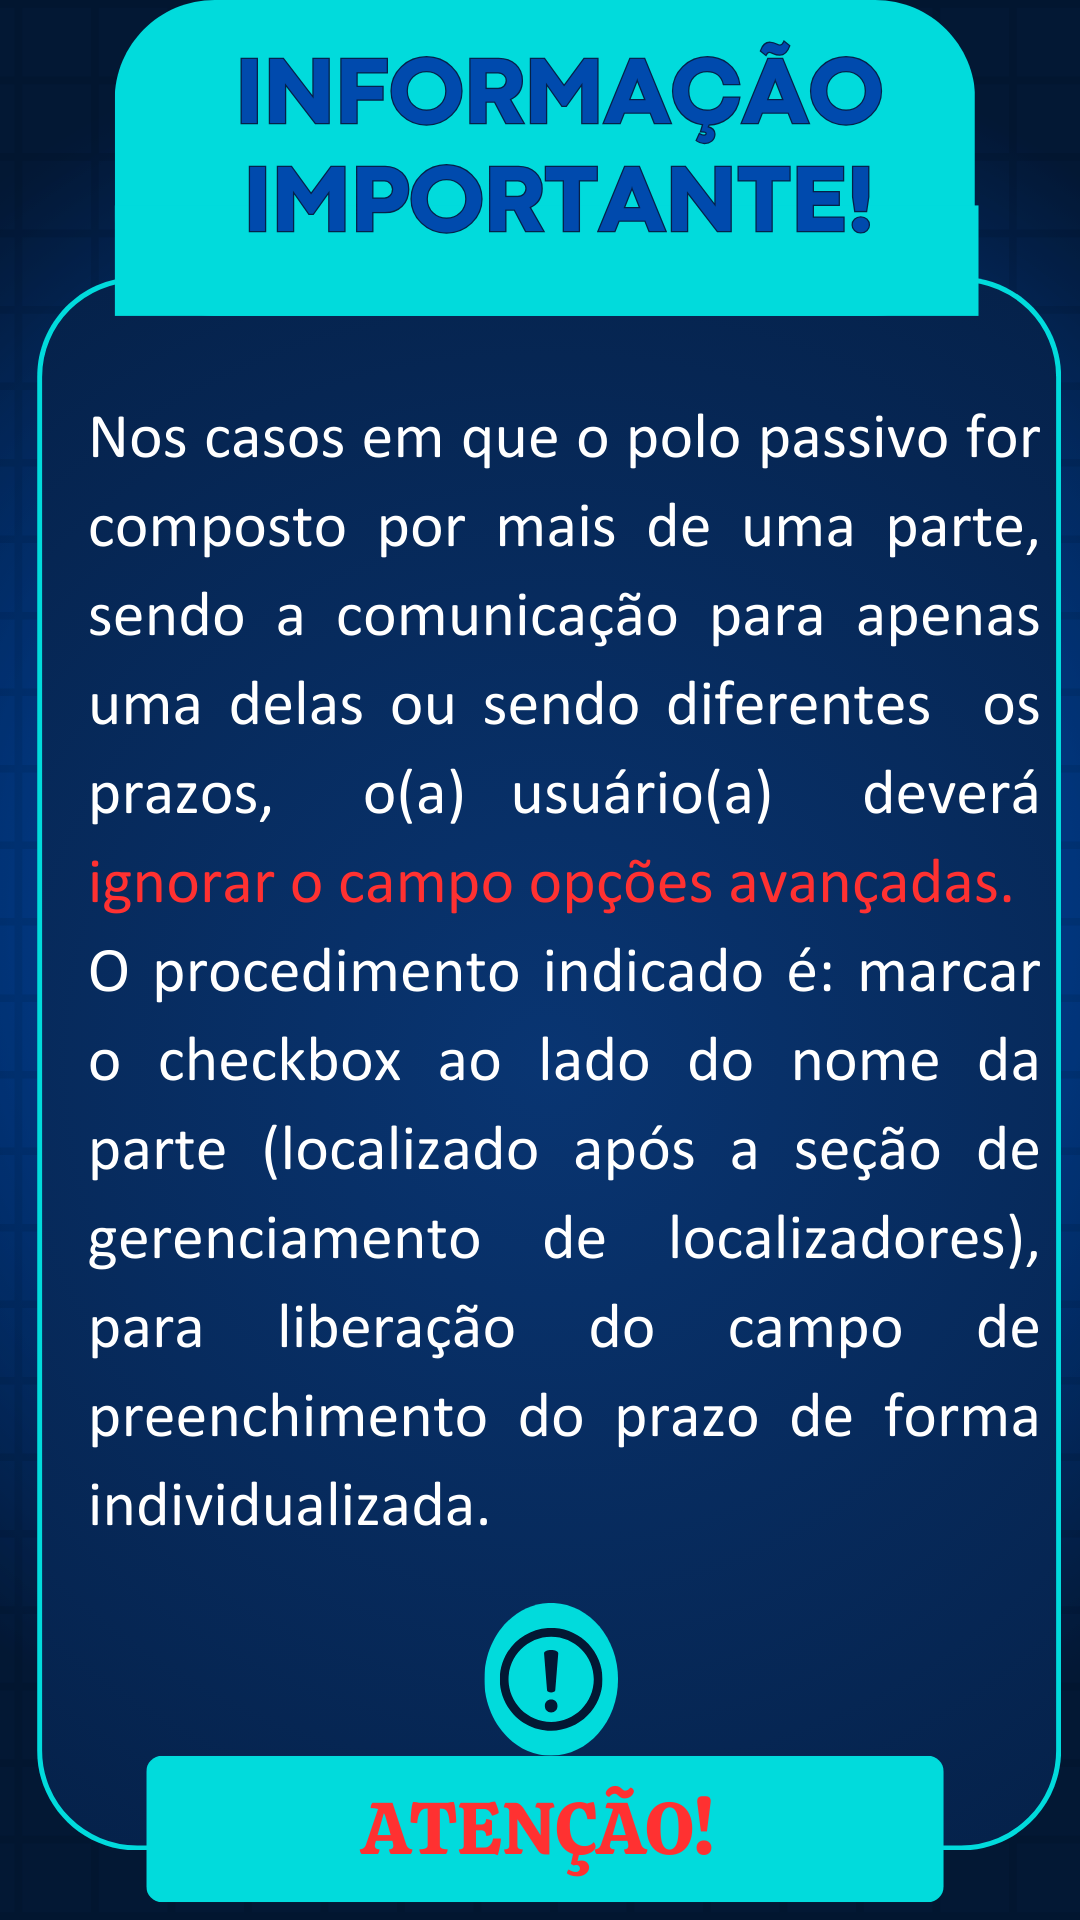 INFORMAÇÃO
IMPORTANTE!
Nos casos em que o polo passivo for
composto por mais de uma parte,
sendo a comunicação para apenas
uma delas ou sendo diferentes os
prazos, o(a) usuário(a) deverá
ignorar o campo opções avançadas.
O procedimento indicado é: marcar
o checkbox ao lado do nome da
parte (localizado após a seção de
gerenciamento de localizadores),
para liberação do campo de
preenchimento do prazo de forma
individualizada.
!
ATENÇÃO!